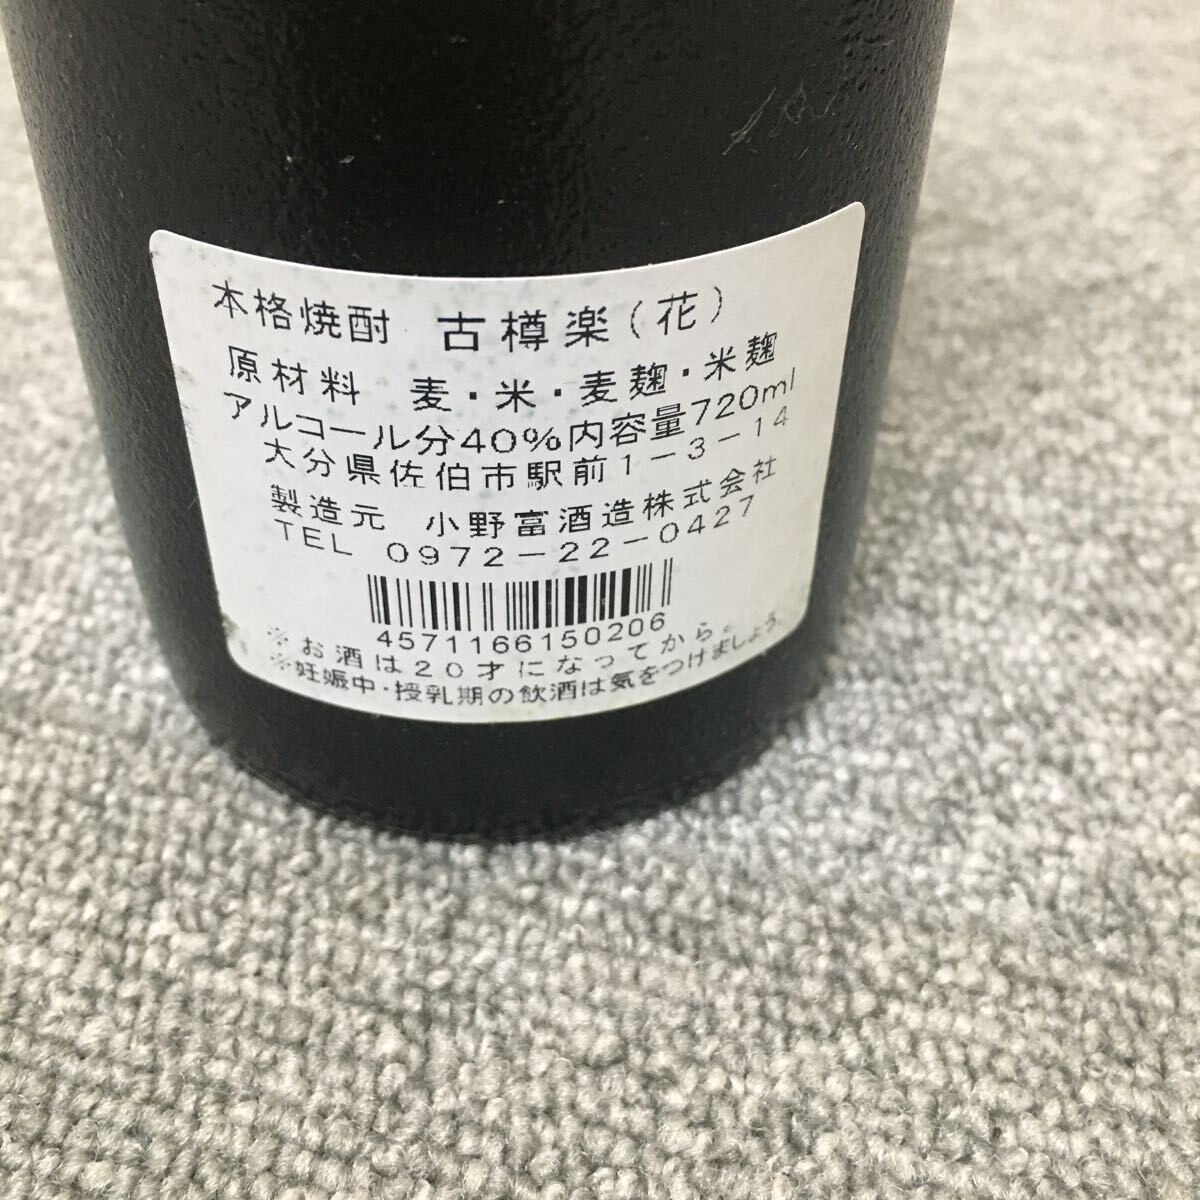 本格焼酎 古樽楽(花)
原材料 麦・米・麦麹・米麹
アルコール分40%内容量720ml
大分県佐伯市駅前1-3-14
製造元 小野富酒造株式会社
TEL 0972-22-0427
4571166150206
※お酒は20才になってから。
※妊娠中・授乳期の飲酒は気をつけましょう。